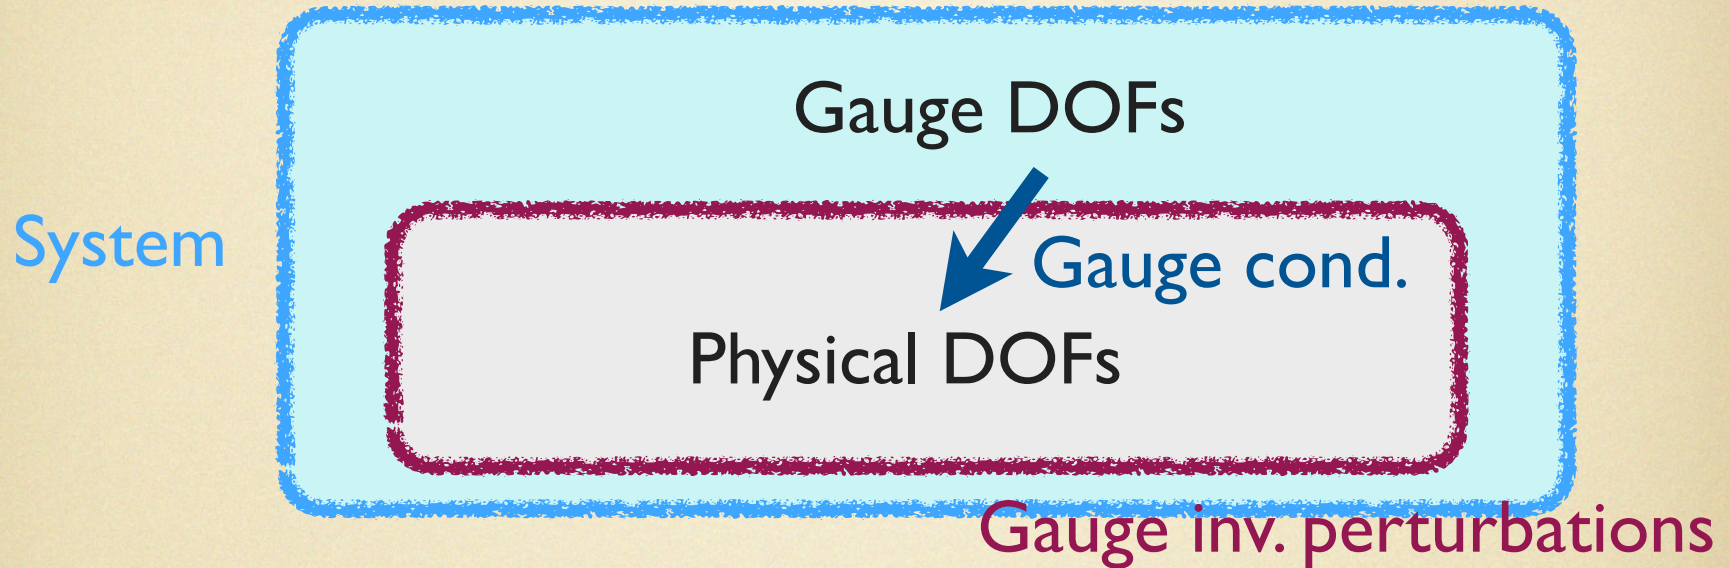 Gauge DOFs
System
Gauge cond.
Physical DOFs
Gauge inv. perturbations